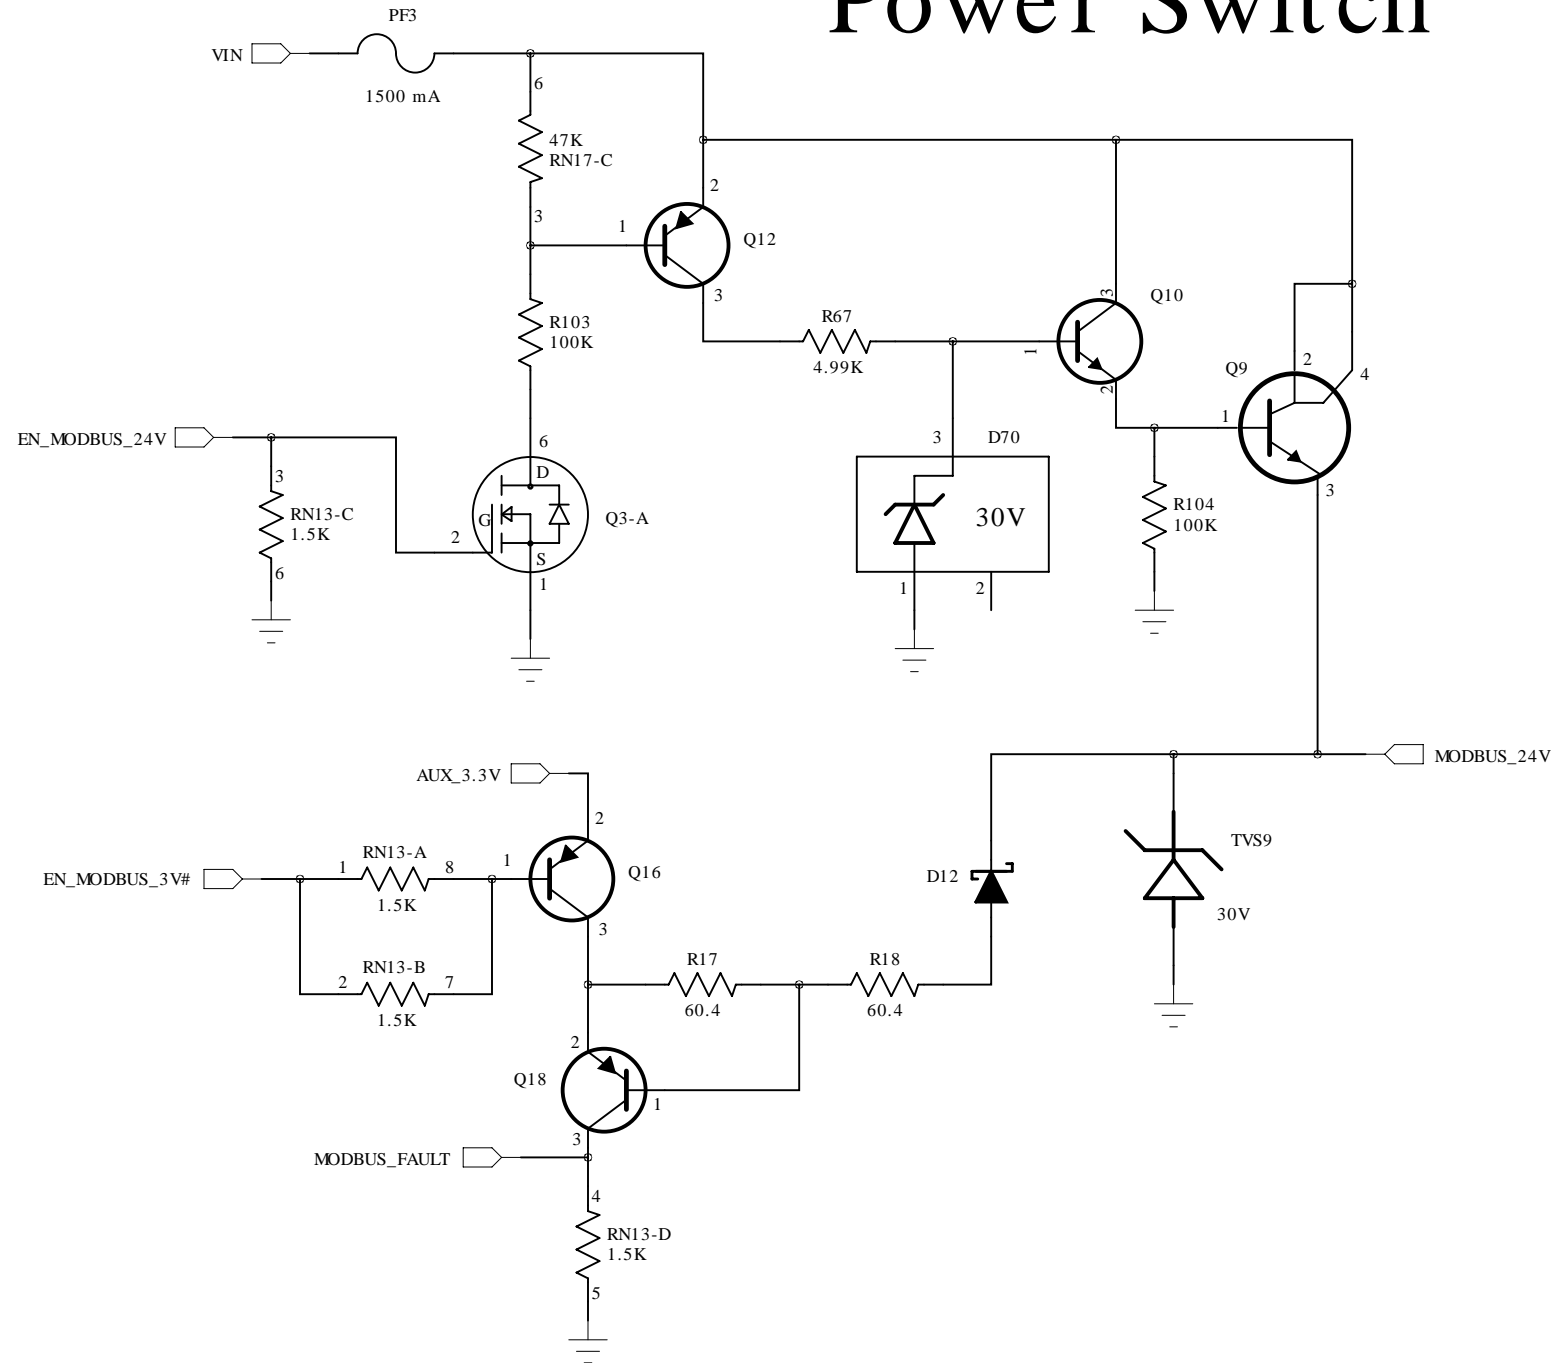 Power Switch
PF3
VIN
1500 mA
6
47K
RN17-C
3
2
1
Q12
3
R103
100K
R67
4.99K
3
Q10
1
2
Q9
2
4
1
3
EN_MODBUS_24V
3
RN13-C
1.5K
6
6
D
G
S
2
Q3-A
1
3
D70
30V
1
2
R104
100K
MODBUS_24V
AUX_3.3V
2
EN_MODBUS_3V#
1
RN13-A
8
1.5K
1
Q16
3
2
RN13-B
7
1.5K
R17
60.4
R18
60.4
D12
TVS9
30V
2
Q18
1
3
MODBUS_FAULT
4
RN13-D
1.5K
5